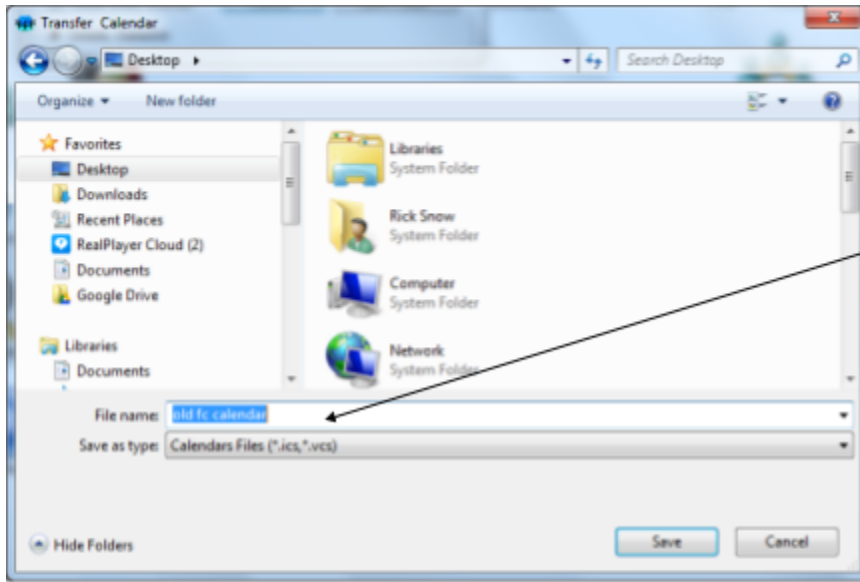 Transfer Calendar
Desktop
Search Desktop
Organize
New folder
Favorites
Desktop
Downloads
Recent Places
RealPlayer Cloud (2)
Documents
Google Drive
Libraries
Documents
Libraries
System Folder
Rick Snow
System Folder
Computer
System Folder
Network
System Folder
File name: old fc calendar
Save as type: Calendars Files (*.ics,*.vcs)
Hide Folders
Save
Cancel